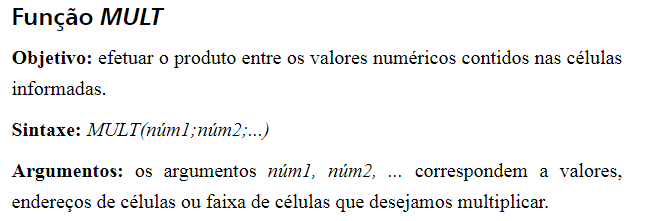 Função MULT
Objetivo: efetuar o produto entre os valores numéricos contidos nas células
informadas.
Sintaxe: MULT(núm1;núm2;...)
Argumentos: os argumentos núm1, núm2, ... correspondem a valores,
endereços de células ou faixa de células que desejamos multiplicar.